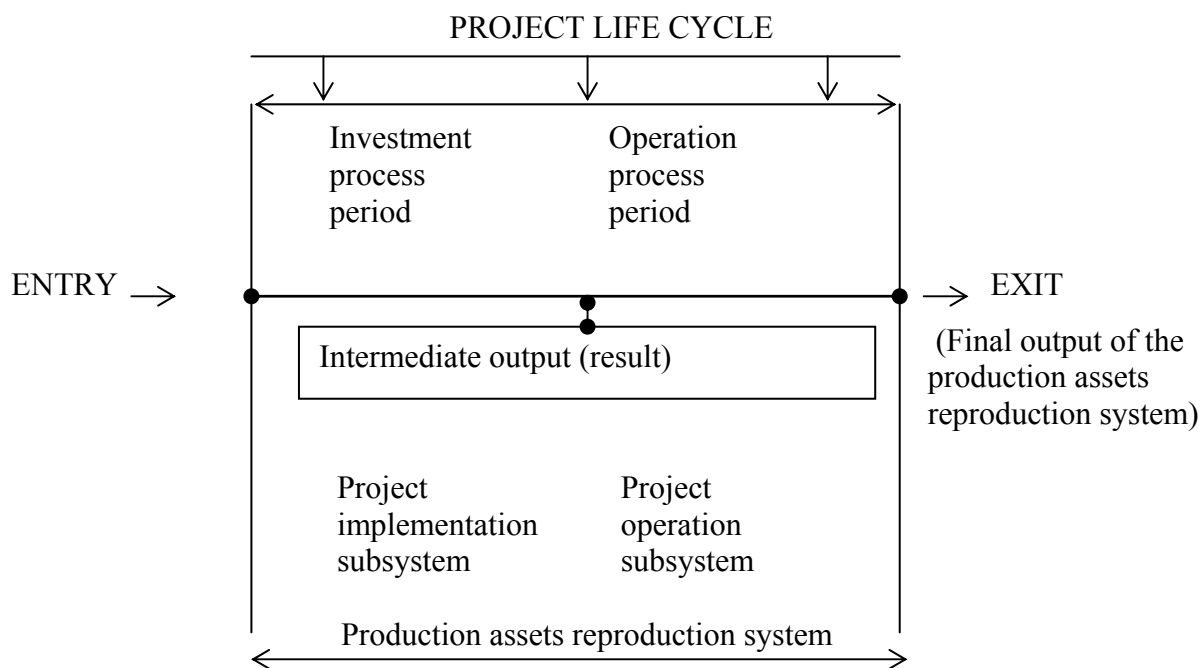 PROJECT LIFE CYCLE
Investment
process
period
Operation
process
period
ENTRY
EXIT
(Final output of the
production assets
reproduction system)
Intermediate output (result)
Project
implementation
subsystem
Project
operation
subsystem
Production assets reproduction system